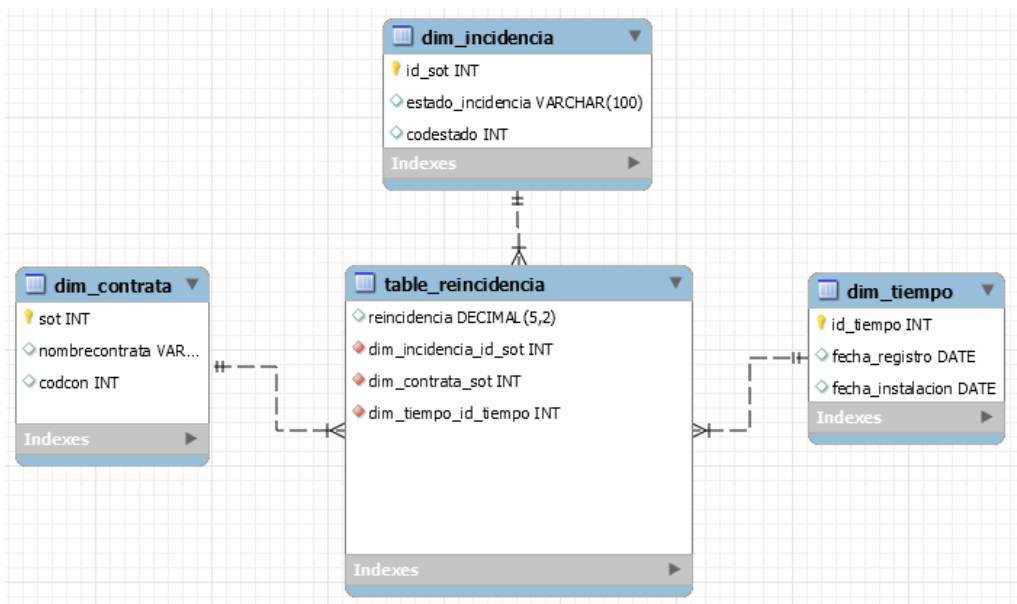 dim_incidencia
id_sot INT
estado_incidencia VARCHAR(100)
codestado INT
Indexes
dim_contrata
sot INT
nombrecontrata VAR...
codcon INT
Indexes
table_reincidencia
reincidencia DECIMAL(5,2)
dim_incidencia_id_sot INT
dim_contrata_sot INT
dim_tiempo_id_tiempo INT
Indexes
dim_tiempo
id_tiempo INT
fecha_registro DATE
fecha_instalacion DATE
Indexes